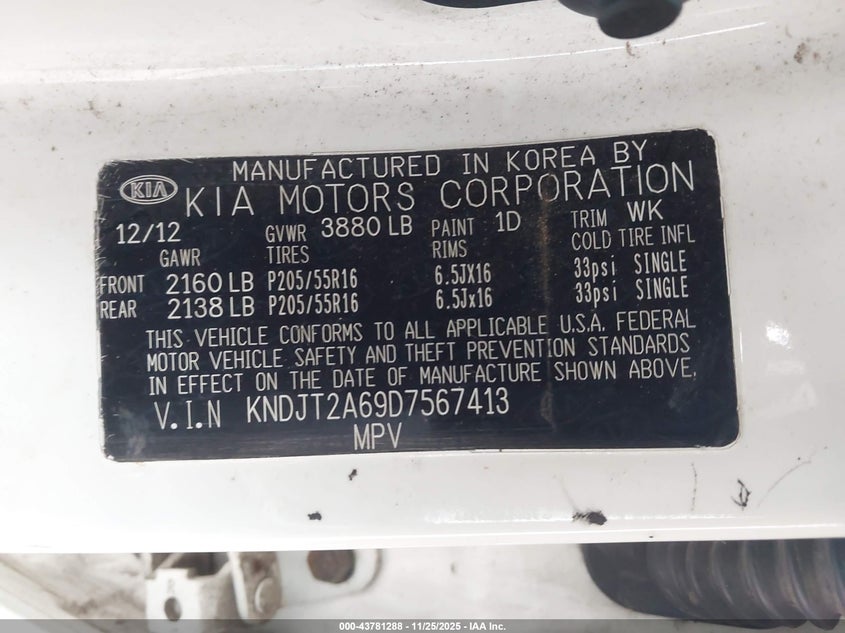 MANUFACTURED IN KOREA BY
KIA KIA MOTORS CORPORATION
12/12 GVWR 3880 LB PAINT 1D TRIM WK
GAWR TIRES RIMS COLD TIRE INFL
FRONT 2160 LB P205/55R16 6.5JX16 33psi SINGLE
REAR 2138 LB P205/55R16 6.5Jx16 33psi SINGLE
THIS VEHICLE CONFORMS TO ALL APPLICABLE U.S.A. FEDERAL
MOTOR VEHICLE SAFETY AND THEFT PREVENTION STANDARDS
IN EFFECT ON THE DATE OF MANUFACTURE SHOWN ABOVE.
V.I.N KNDJT2A69D7567413
MPV
000-43781288 - 11/25/2025 - IAA Inc.